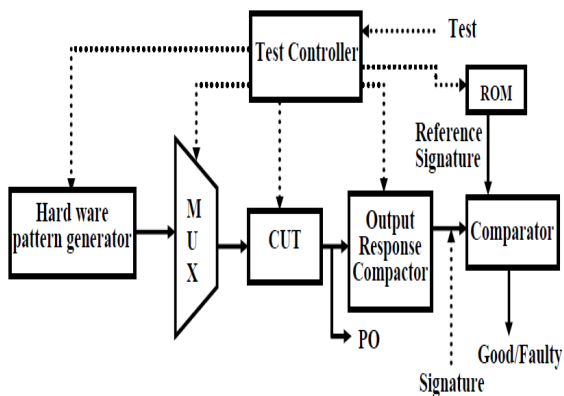 Test
Test Controller
ROM
Reference
Signature
Hard ware
pattern generator
M
U
X
CUT
Output
Response
Compactor
Comparator
PO
Good/Faulty
Signature